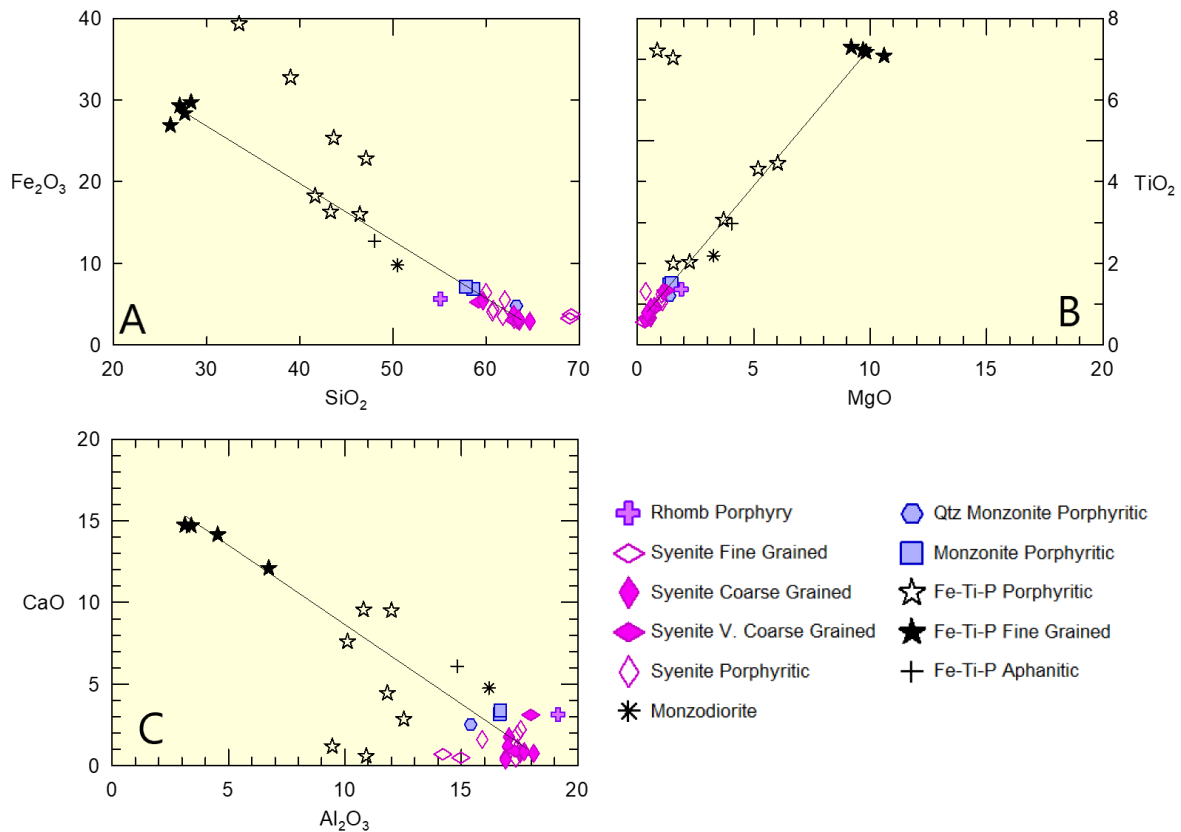 40
30
Fe₂O₃ 20
10
A
0
20 30 40 50 60 70
SiO₂
8
6
4 TiO₂
2
B
0
0 5 10 15 20
MgO
20
15
CaO 10
5
C
0
0 5 10 15 20
Al₂O₃
Rhomb Porphyry
Syenite Fine Grained
Syenite Coarse Grained
Syenite V. Coarse Grained
Syenite Porphyritic
Monzodiorite
Qtz Monzonite Porphyritic
Monzonite Porphyritic
Fe-Ti-P Porphyritic
Fe-Ti-P Fine Grained
Fe-Ti-P Aphanitic